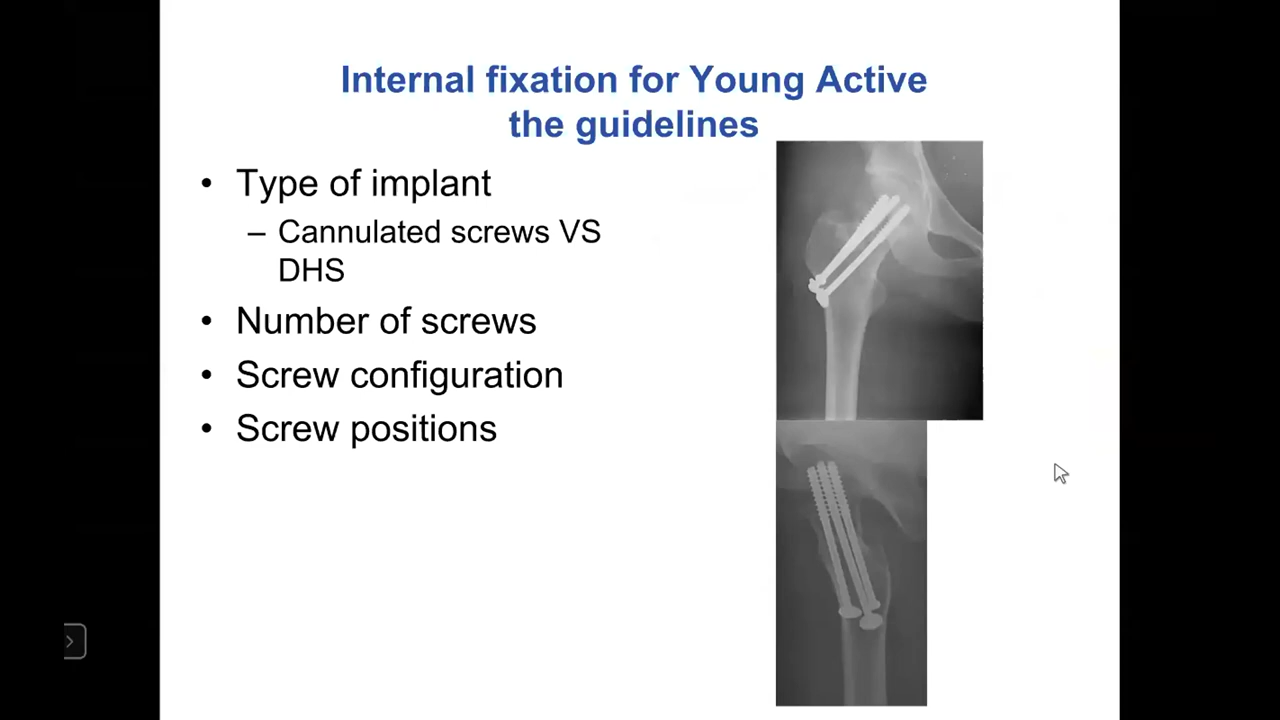 Internal fixation for Young Active
the guidelines
• Type of implant
– Cannulated screws VS
DHS
• Number of screws
• Screw configuration
• Screw positions